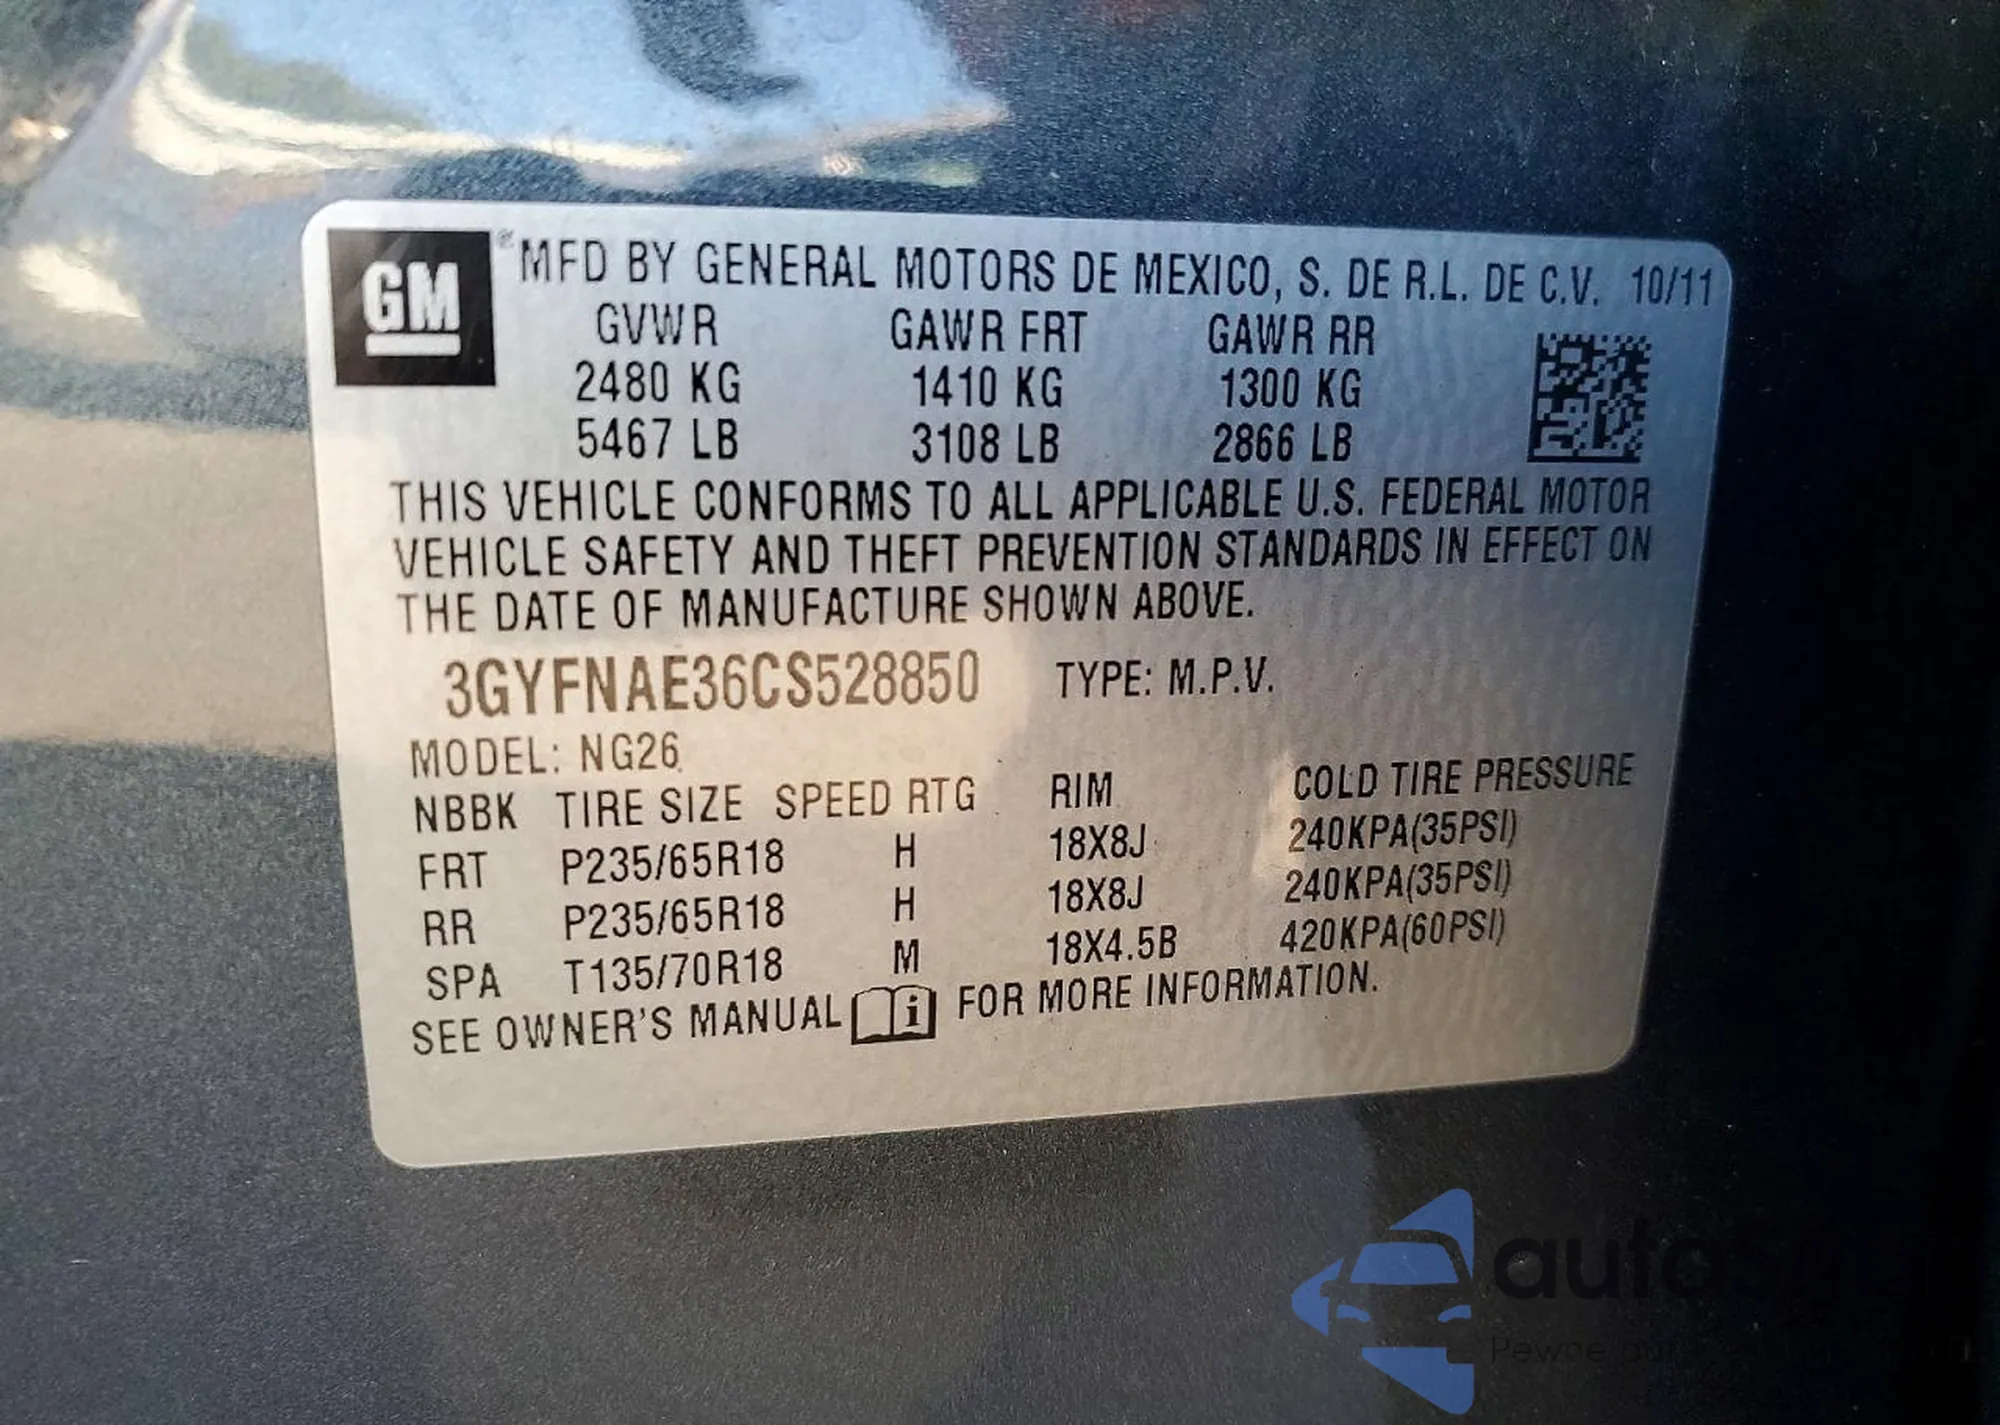 GM ® MFD BY GENERAL MOTORS DE MEXICO, S. DE R.L. DE C.V. 10/11
GVWR GAWR FRT GAWR RR
2480 KG 1410 KG 1300 KG
5467 LB 3108 LB 2866 LB
THIS VEHICLE CONFORMS TO ALL APPLICABLE U.S. FEDERAL MOTOR
VEHICLE SAFETY AND THEFT PREVENTION STANDARDS IN EFFECT ON
THE DATE OF MANUFACTURE SHOWN ABOVE.
3GYFNAE36CS528850 TYPE: M.P.V.
MODEL: NG26
NBBK TIRE SIZE SPEED RTG RIM COLD TIRE PRESSURE
FRT P235/65R18 H 18X8J 240KPA(35PSI)
RR P235/65R18 H 18X8J 240KPA(35PSI)
SPA T135/70R18 M 18X4.5B 420KPA(60PSI)
SEE OWNER'S MANUAL i FOR MORE INFORMATION.
Pewne